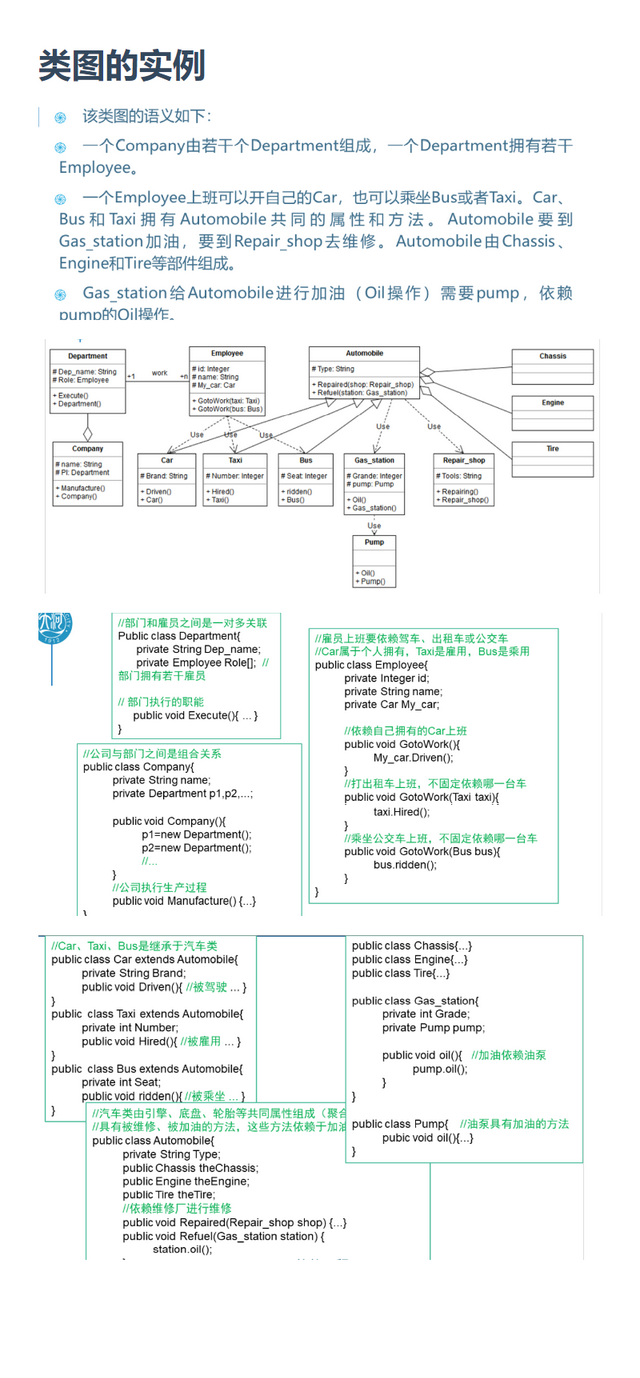 类图的实例
该类图的语义如下：
一个Company由若干个Department组成，一个Department拥有若干
Employee。
一个Employee上班可以开自己的Car，也可以乘坐Bus或者Taxi。Car、
Bus和Taxi拥有Automobile共同的属性和方法。Automobile要到
Gas_station加油，要到Repair_shop去维修。Automobile由Chassis、
Engine和Tire等部件组成。
Gas_station给Automobile进行加油（Oil操作）需要pump，依赖
pump的Oil操作。
Department
# Dep_name: String
# Role: Employee
+ Execute()
+ Department()
+1
work
+n
Employee
# id: Integer
# name: String
# My_car: Car
+ GotoWork(taxi: Taxi)
+ GotoWork(bus: Bus)
Automobile
# Type: String
+ Repaired(shop: Repair_shop)
+ Refuel(station: Gas_station)
Chassis
Engine
Tire
Use
Use
Use
Use
Use
Company
# name: String
# PI: Department
+ Manufacture()
+ Company()
Car
# Brand: String
+ Driven()
+ Car()
Taxi
# Number: Integer
+ Hired()
+ Taxi()
Bus
# Seat: Integer
+ ridden()
+ Bus()
Gas_station
# Grande: Integer
# pump: Pump
+ Oil()
+ Gas_station()
Repair_shop
# Tools: String
+ Repairing()
+ Repair_shop()
Use
Pump
+ Oil()
+ Pump()
//部门和雇员之间是一对多关联
Public class Department{
private String Dep_name;
private Employee Role[]; //
部门拥有若干雇员
// 部门执行的职能
public void Execute(){ ... }
}
//公司与部门之间是组合关系
public class Company{
private String name;
private Department p1,p2,...;
public void Company(){
p1=new Department();
p2=new Department();
//...
}
//公司执行生产过程
public void Manufacture() {...}
}
//雇员上班要依赖驾车、出租车或公交车
//Car属于个人拥有，Taxi是雇用，Bus是乘用
public class Employee{
private Integer id;
private String name;
private Car My_car;
//依赖自己拥有的Car上班
public void GotoWork(){
My_car.Driven();
}
//打出租车上班，不固定依赖哪一台车
public void GotoWork(Taxi taxi){
taxi.Hired();
}
//乘坐公交车上班，不固定依赖哪一台车
public void GotoWork(Bus bus){
bus.ridden();
}
}
//Car、Taxi、Bus是继承于汽车类
public class Car extends Automobile{
private String Brand;
public void Driven(){ //被驾驶 ... }
}
public class Taxi extends Automobile{
private int Number;
public void Hired(){ //被雇用 ... }
}
public class Bus extends Automobile{
private int Seat;
public void ridden(){ //被乘坐 ... }
}
//汽车类由引擎、底盘、轮胎等共同属性组成（聚合
//具有被维修、被加油的方法，这些方法依赖于加油
public class Automobile{
private String Type;
public Chassis theChassis;
public Engine theEngine;
public Tire theTire;
//依赖维修厂进行维修
public void Repaired(Repair_shop shop) {...}
public void Refuel(Gas_station station) {
station.oil();
public class Chassis{...}
public class Engine{...}
public class Tire{...}
public class Gas_station{
private int Grade;
private Pump pump;
public void oil(){ //加油依赖油泵
pump.oil();
}
}
public class Pump{ //油泵具有加油的方法
pubic void oil(){...}
}